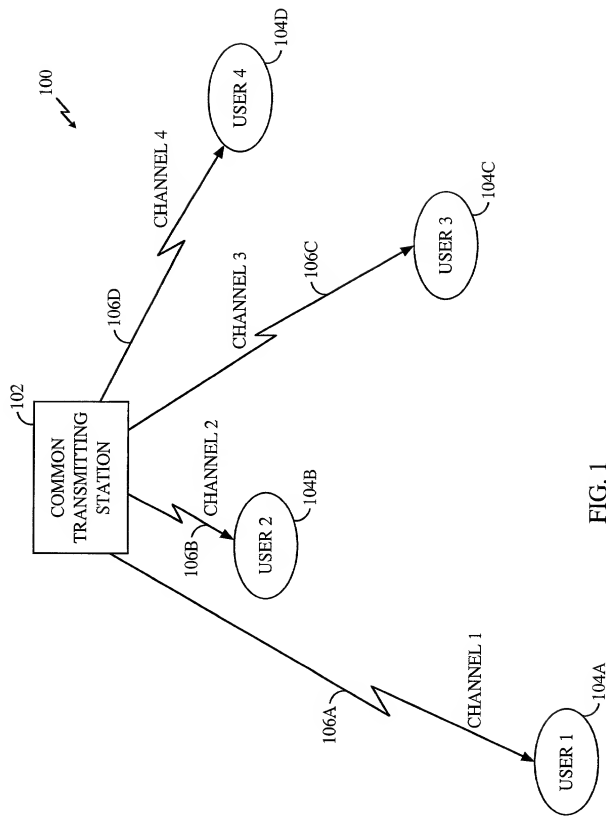 100
102
COMMON
TRANSMITTING
STATION
106D
CHANNEL 4
USER 4
104D
CHANNEL 3
106C
USER 3
104C
CHANNEL 2
106B
USER 2
104B
106A
CHANNEL 1
USER 1
104A
FIG. 1